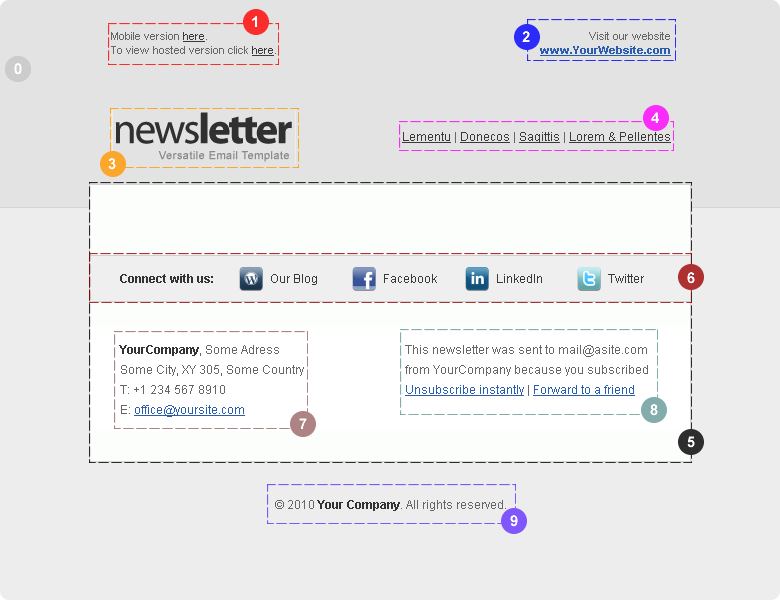 1
Mobile version here.
To view hosted version click here.
2
Visit our website
www.YourWebsite.com
0
newsletter
Versatile Email Template
3
4
Lementu | Donecos | Sagittis | Lorem & Pellentes
Connect with us: Our Blog Facebook LinkedIn Twitter
6
YourCompany, Some Adress
Some City, XY 305, Some Country
T: +1 234 567 8910
E: office@yoursite.com
7
This newsletter was sent to mail@asite.com
from YourCompany because you subscribed
Unsubscribe instantly | Forward to a friend
8
5
© 2010 Your Company. All rights reserved.
9